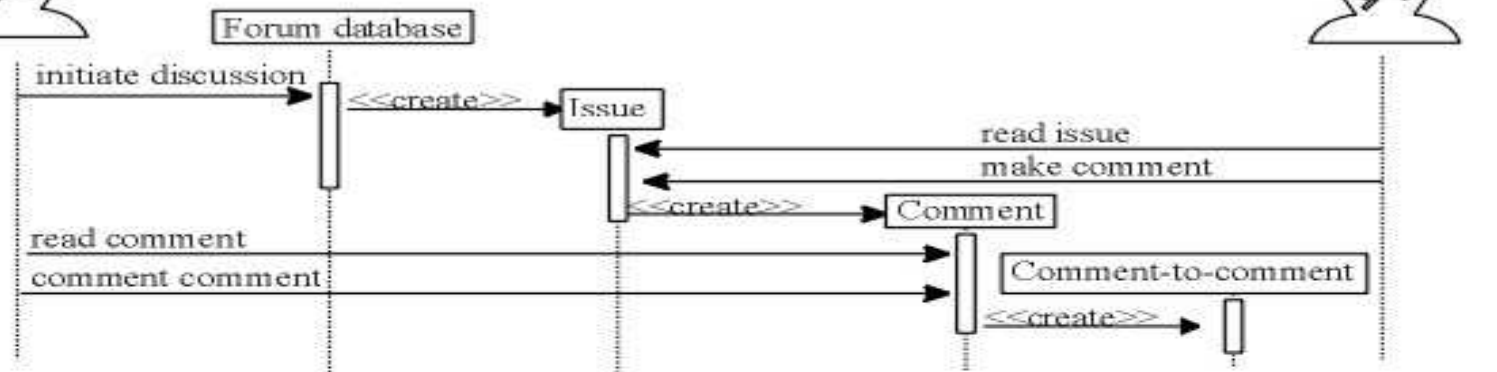 Forum database
initiate discussion
<<create>>
Issue
read issue
make comment
<<create>>
Comment
read comment
Comment-to-comment
comment comment
<<create>>